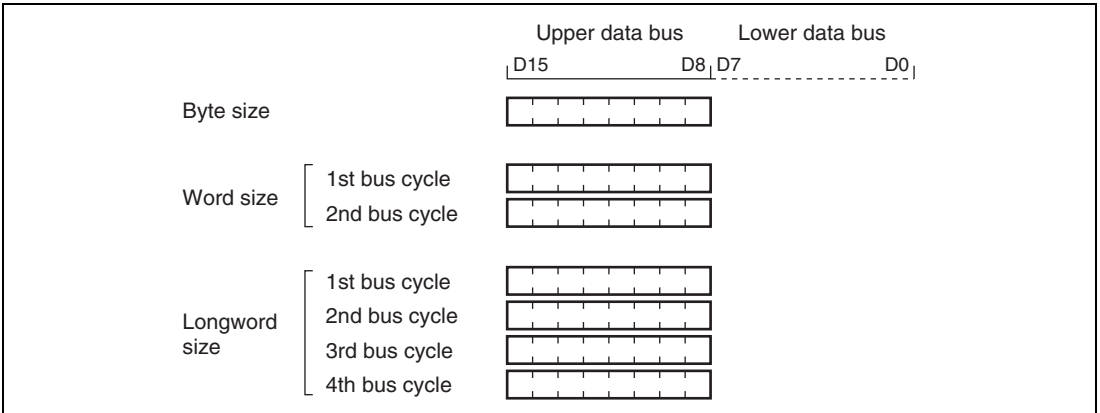 Upper data bus Lower data bus
D15 D8 D7 D0
Byte size
Word size
1st bus cycle
2nd bus cycle
Longword size
1st bus cycle
2nd bus cycle
3rd bus cycle
4th bus cycle